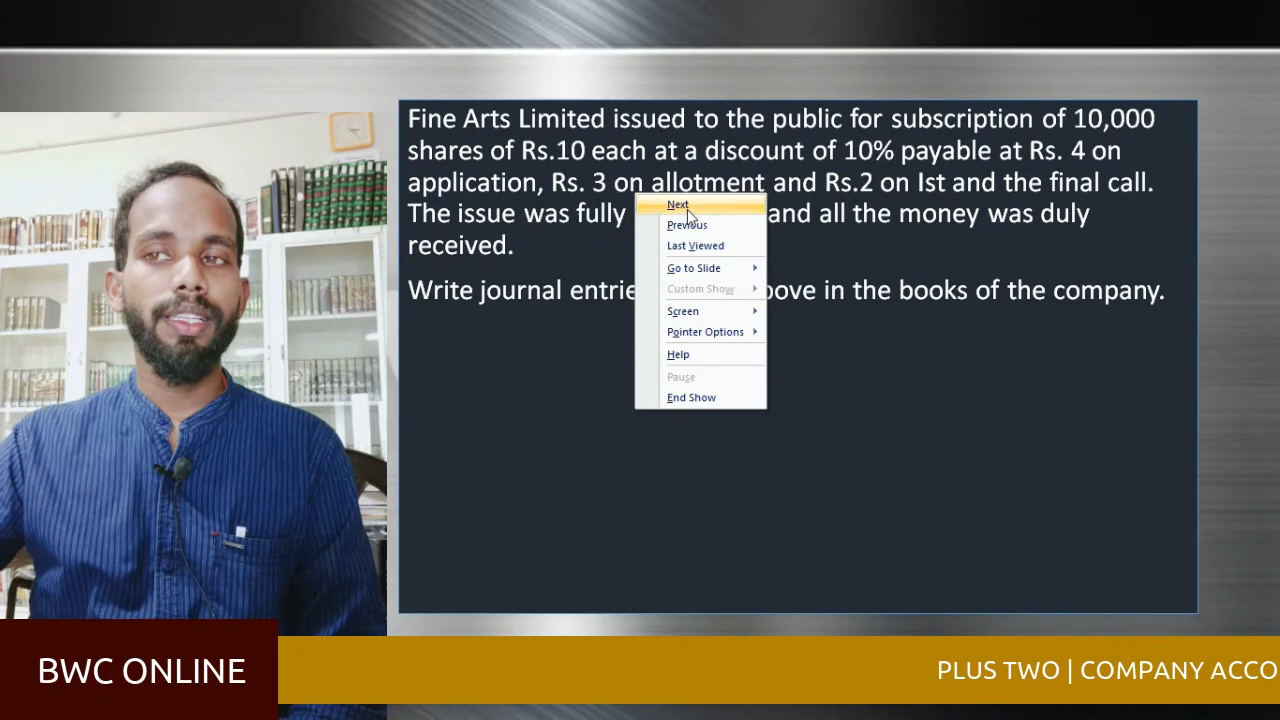 Fine Arts Limited issued to the public for subscription of 10,000
shares of Rs.10 each at a discount of 10% payable at Rs. 4 on
application, Rs. 3 on allotment and Rs.2 on Ist and the final call.
The issue was fully and all the money was duly
received.
Write journal entrie ove in the books of the company.
Next
Previous
Last Viewed
Go to Slide
Custom Show
Screen
Pointer Options
Help
Pause
End Show
BWC ONLINE
PLUS TWO | COMPANY ACCO